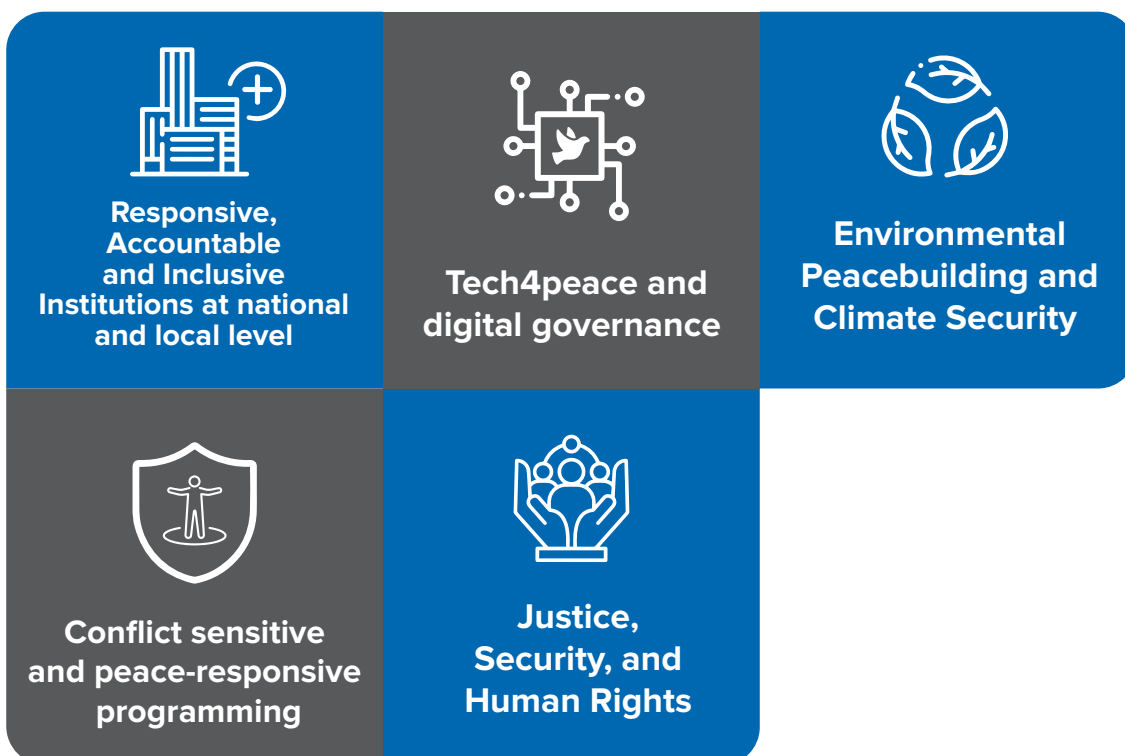 Responsive,
Accountable
and Inclusive
Institutions at national
and local level
Tech4peace and
digital governance
Environmental
Peacebuilding and
Climate Security
Conflict sensitive
and peace-responsive
programming
Justice,
Security, and
Human Rights